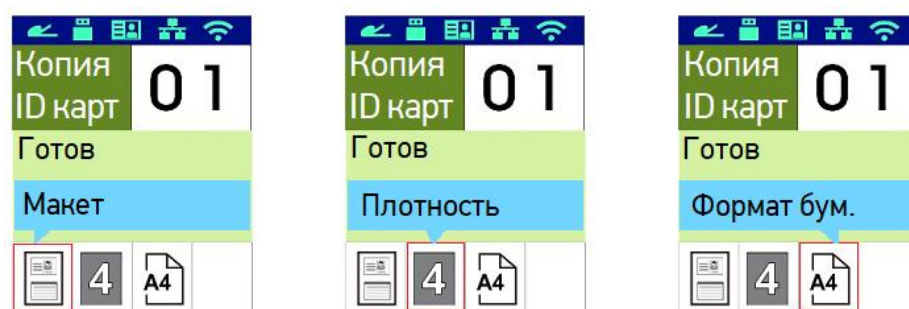 Копия
ID карт
01
Готов
Макет
4
A4
Копия
ID карт
01
Готов
Плотность
4
A4
Копия
ID карт
01
Готов
Формат бум.
4
A4